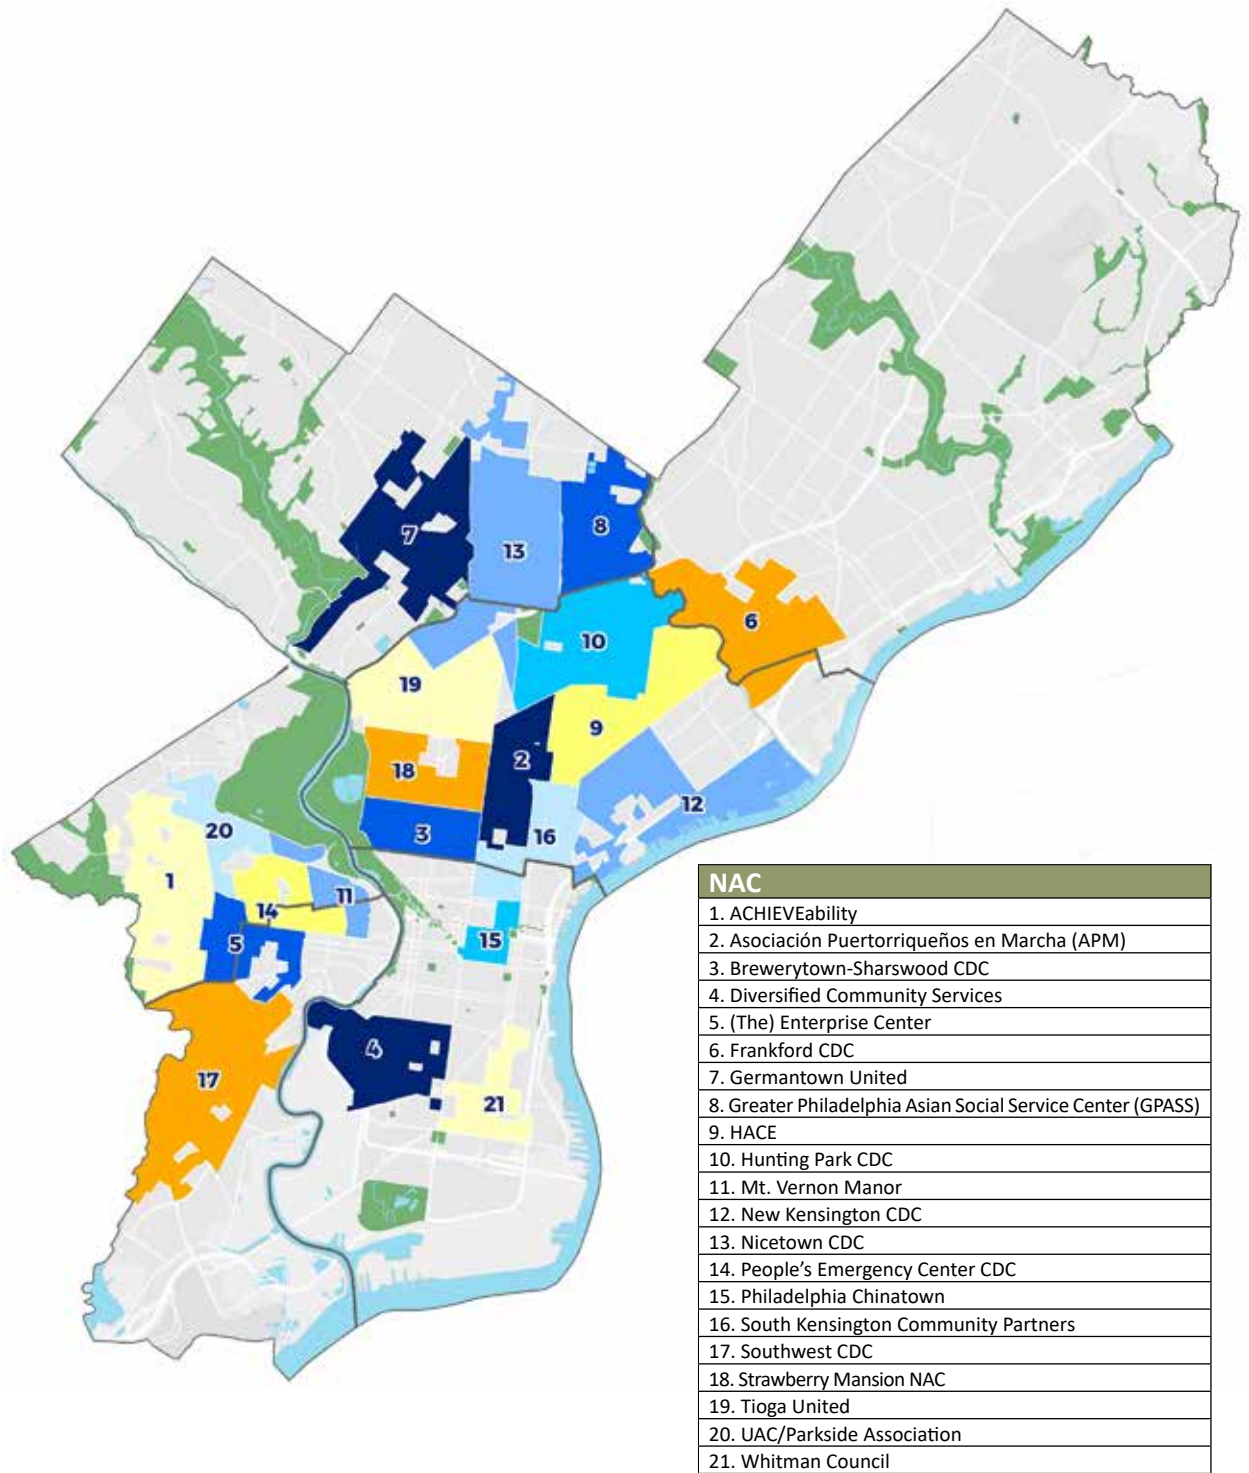 7
13
8
10
6
19
9
2
18
12
3
16
20
1
11
14
5
15
4
17
21
NAC
1. ACHIEVEability
2. Asociación Puertorriqueños en Marcha (APM)
3. Brewerytown-Sharswood CDC
4. Diversified Community Services
5. (The) Enterprise Center
6. Frankford CDC
7. Germantown United
8. Greater Philadelphia Asian Social Service Center (GPASS)
9. HACE
10. Hunting Park CDC
11. Mt. Vernon Manor
12. New Kensington CDC
13. Nicetown CDC
14. People’s Emergency Center CDC
15. Philadelphia Chinatown
16. South Kensington Community Partners
17. Southwest CDC
18. Strawberry Mansion NAC
19. Tioga United
20. UAC/Parkside Association
21. Whitman Council